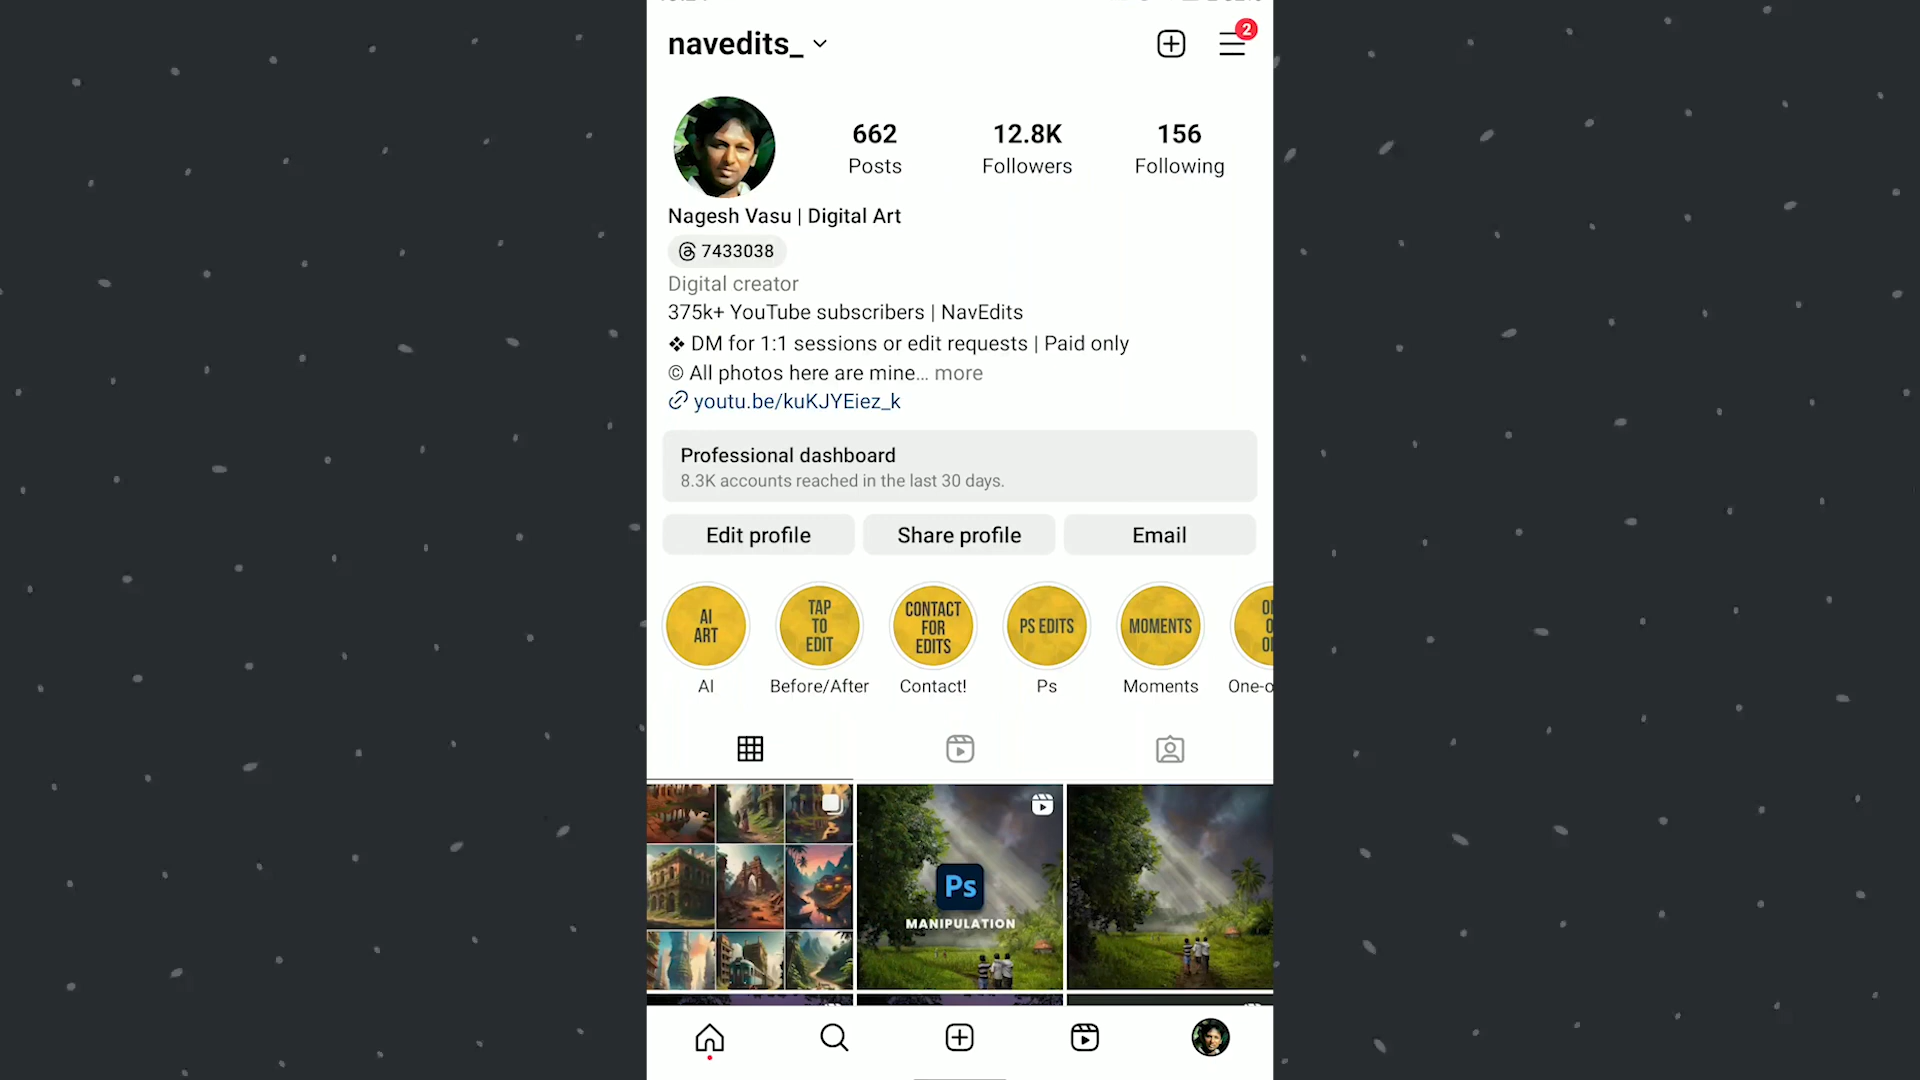 navedits_
2
662
12.8K
156
Posts
Followers
Following
Nagesh Vasu | Digital Art
7433038
Digital creator
375k+ YouTube subscribers | NavEdits
❖ DM for 1:1 sessions or edit requests | Paid only
© All photos here are mine... more
youtu.be/kuKJYEiez_k
Professional dashboard
8.3K accounts reached in the last 30 days.
Edit profile
Share profile
Email
AI
ART
TAP
TO
EDIT
CONTACT
FOR
EDITS
PS EDITS
MOMENTS
AI
Before/After
Contact!
Ps
Moments
One-o
Ps
MANIPULATION